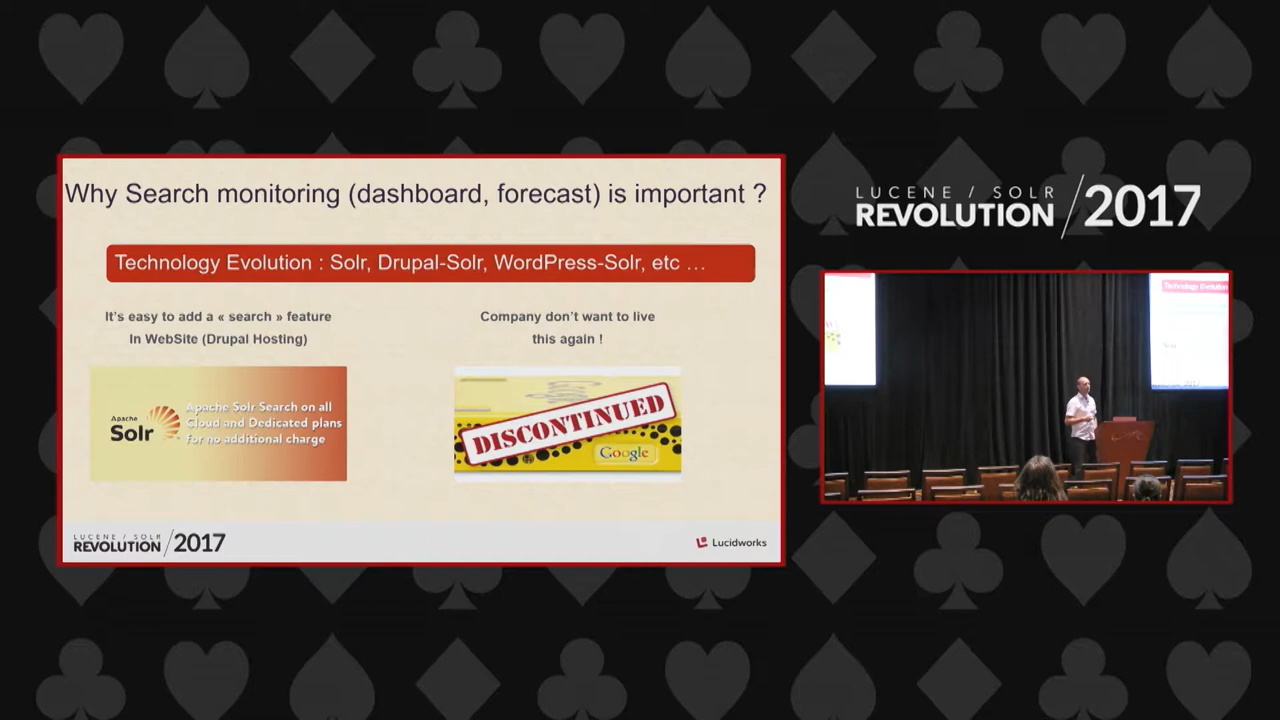 Why Search monitoring (dashboard, forecast) is important ?
Technology Evolution : Solr, Drupal-Solr, WordPress-Solr, etc …
It's easy to add a « search » feature
In WebSite (Drupal Hosting)
Company don't want to live
this again !
Apache
Solr
Apache Solr Search on all
Cloud and Dedicated plans
for no additional charge
DISCONTINUED
Google
LUCENE / SOLR
REVOLUTION /2017
Lucidworks
LUCENE / SOLR
REVOLUTION /2017
Technology Evolution